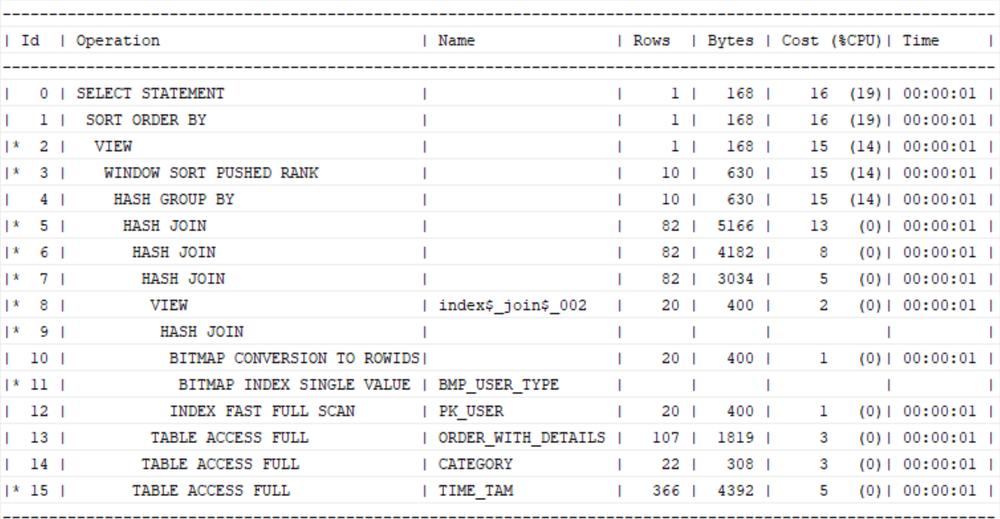 --------------------------------------------------------------------------------------------------------------
| Id  | Operation                             | Name               | Rows  | Bytes | Cost (%CPU)| Time     |
--------------------------------------------------------------------------------------------------------------
|   0 | SELECT STATEMENT                      |                    |     1 |   168 |    16  (19)| 00:00:01 |
|   1 |  SORT ORDER BY                        |                    |     1 |   168 |    16  (19)| 00:00:01 |
|*  2 |   VIEW                                |                    |     1 |   168 |    15  (14)| 00:00:01 |
|*  3 |    WINDOW SORT PUSHED RANK            |                    |    10 |   630 |    15  (14)| 00:00:01 |
|   4 |     HASH GROUP BY                     |                    |    10 |   630 |    15  (14)| 00:00:01 |
|*  5 |      HASH JOIN                        |                    |    82 |  5166 |    13   (0)| 00:00:01 |
|*  6 |       HASH JOIN                       |                    |    82 |  4182 |     8   (0)| 00:00:01 |
|*  7 |        HASH JOIN                      |                    |    82 |  3034 |     5   (0)| 00:00:01 |
|*  8 |         VIEW                          | index$_join$_002   |    20 |   400 |     2   (0)| 00:00:01 |
|*  9 |          HASH JOIN                    |                    |       |       |            |          |
|  10 |           BITMAP CONVERSION TO ROWIDS|                    |    20 |   400 |     1   (0)| 00:00:01 |
|* 11 |            BITMAP INDEX SINGLE VALUE  | BMP_USER_TYPE      |       |       |            |          |
|  12 |           INDEX FAST FULL SCAN        | PK_USER            |    20 |   400 |     1   (0)| 00:00:01 |
|  13 |         TABLE ACCESS FULL             | ORDER_WITH_DETAILS |   107 |  1819 |     3   (0)| 00:00:01 |
|  14 |        TABLE ACCESS FULL              | CATEGORY           |    22 |   308 |     3   (0)| 00:00:01 |
|* 15 |       TABLE ACCESS FULL               | TIME_TAM           |   366 |  4392 |     5   (0)| 00:00:01 |
--------------------------------------------------------------------------------------------------------------